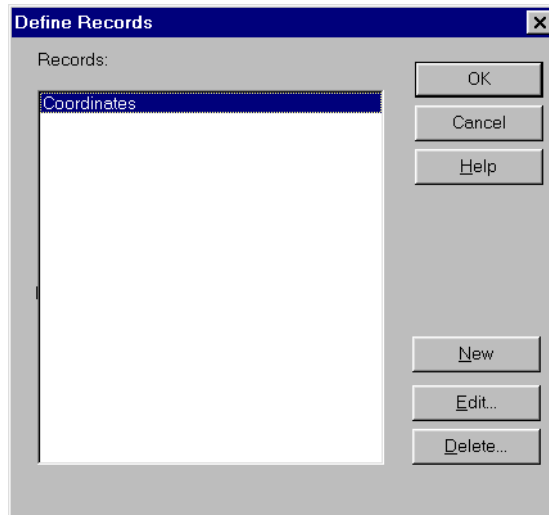 Define Records
Records:
Coordinates
OK
Cancel
Help
New
Edit...
Delete...